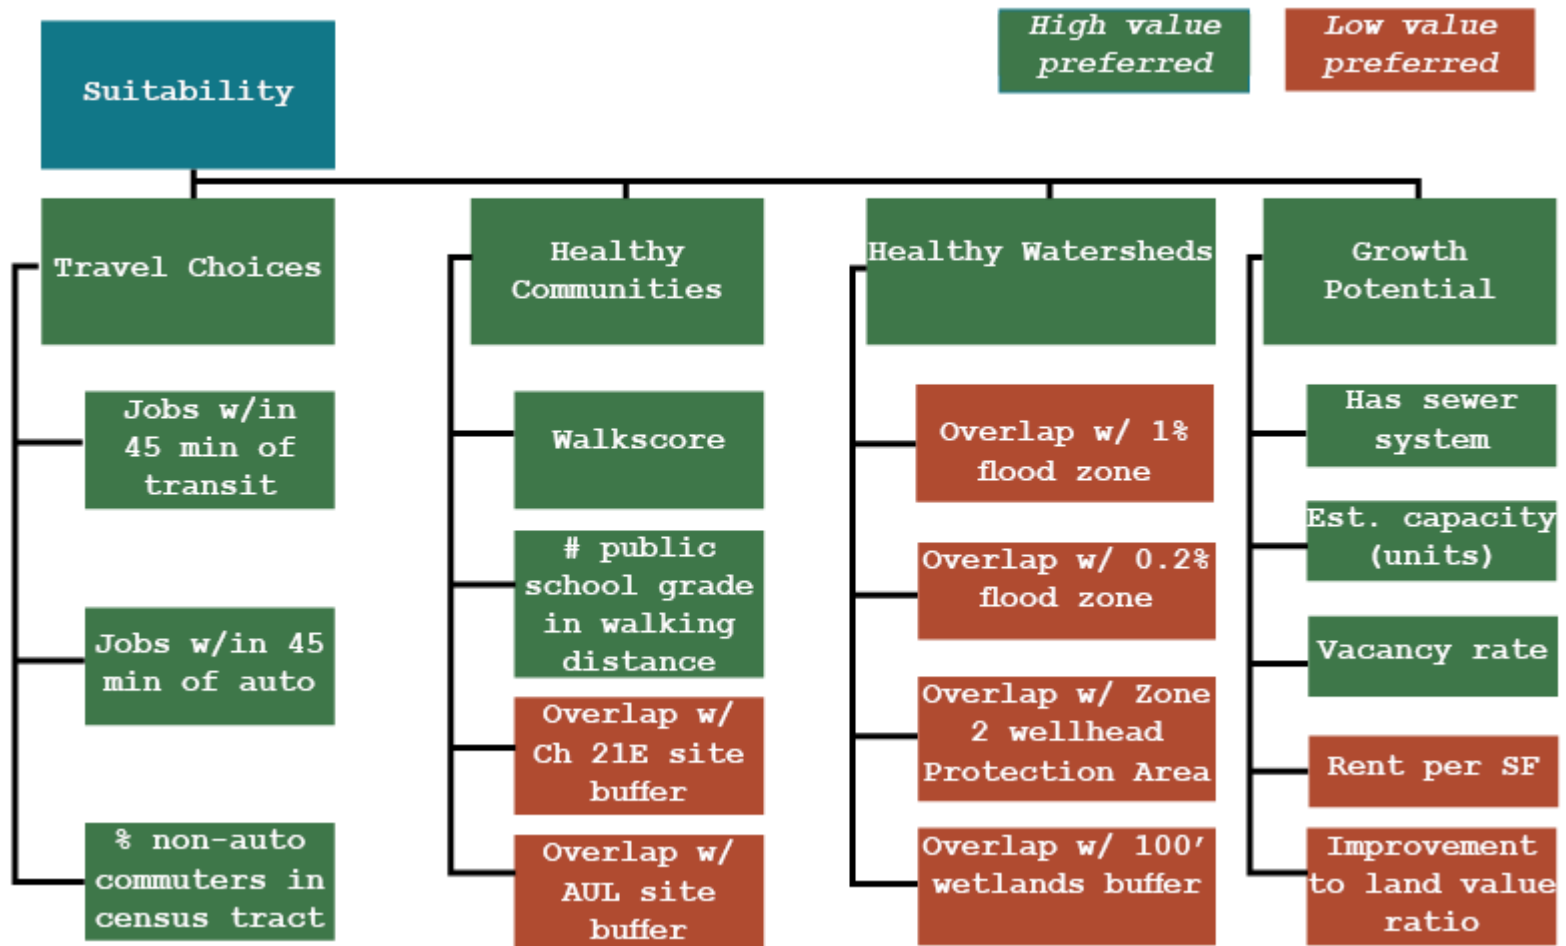 Suitability
High value
preferred
Low value
preferred
Travel Choices
Jobs w/in
45 min of
transit
Jobs w/in 45
min of auto
% non-auto
commuters in
census tract
Healthy
Communities
Walkscore
# public
school grade
in walking
distance
Overlap w/
Ch 21E site
buffer
Overlap w/
AUL site
buffer
Healthy Watersheds
Overlap w/ 1%
flood zone
Overlap w/ 0.2%
flood zone
Overlap w/ Zone
2 wellhead
Protection Area
Overlap w/ 100’
wetlands buffer
Growth
Potential
Has sewer
system
Est. capacity
(units)
Vacancy rate
Rent per SF
Improvement
to land value
ratio